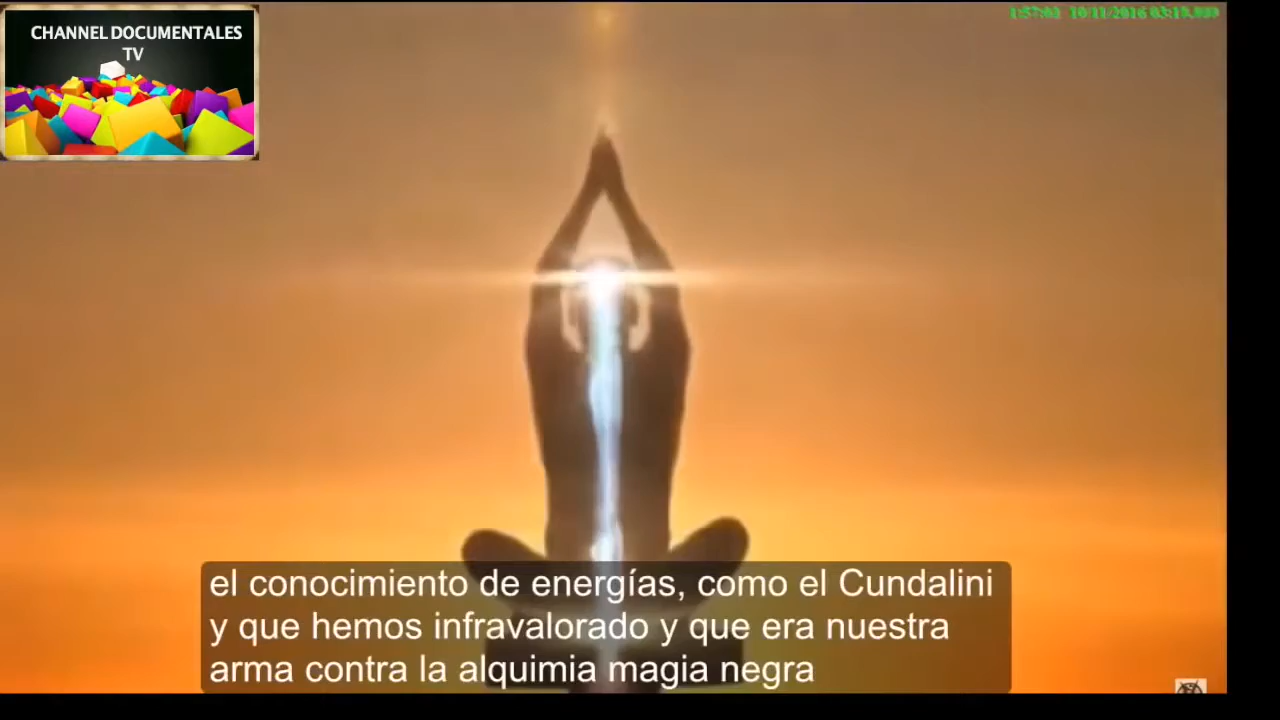 CHANNEL DOCUMENTALES
TV
el conocimiento de energías, como el Cundalini
y que hemos infravalorado y que era nuestra
arma contra la alquimia magia negra